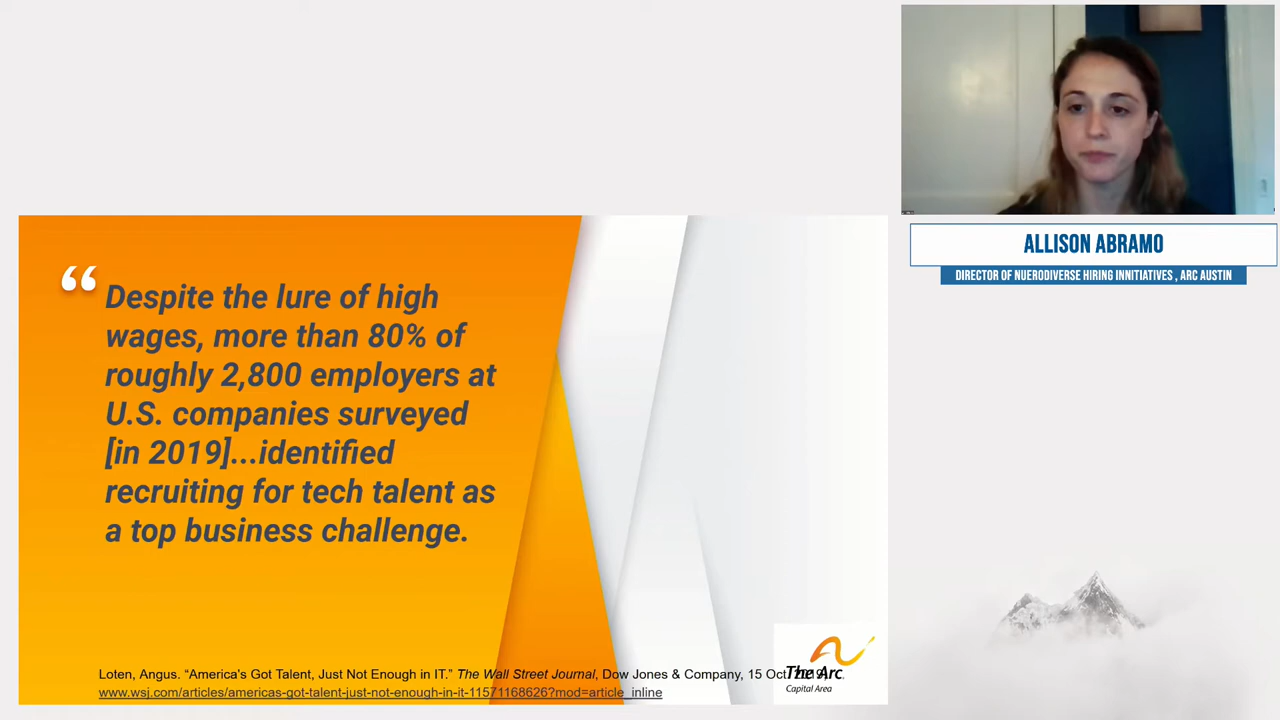 ALLISON ABRAMO
DIRECTOR OF NUERODIVERSE HIRING INNITIATIVES , ARC AUSTIN
“
Despite the lure of high
wages, more than 80% of
roughly 2,800 employers at
U.S. companies surveyed
[in 2019]...identified
recruiting for tech talent as
a top business challenge.
Loten, Angus. “America's Got Talent, Just Not Enough in IT.” The Wall Street Journal, Dow Jones & Company, 15 Oct.
www.wsj.com/articles/americas-got-talent-just-not-enough-in-it-11571168626?mod=article_inline
The Arc
Capital Area